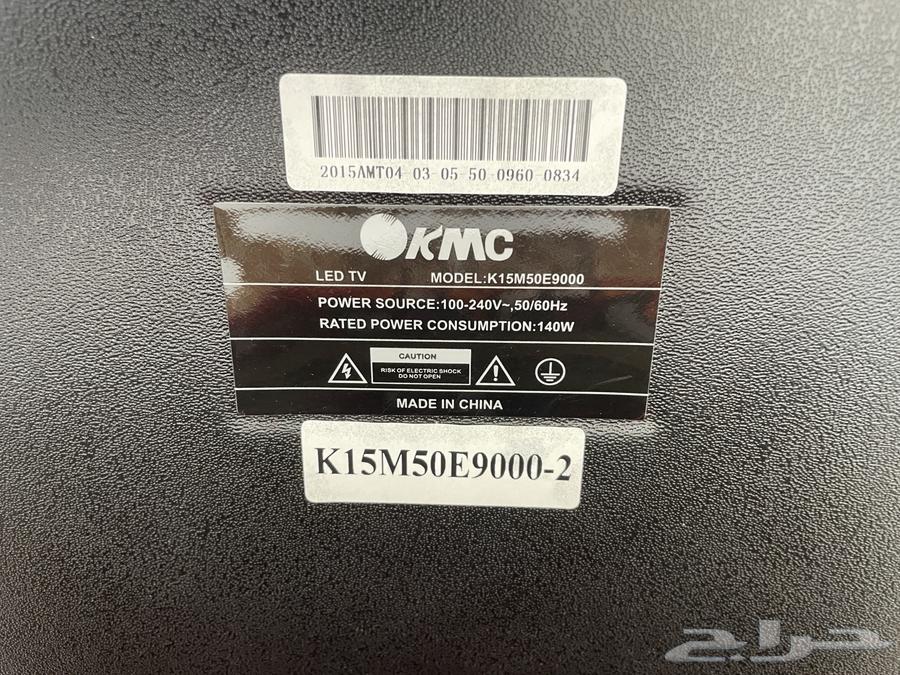 2015AMT04 03 05 50 0960 0834
KMC
LED TV MODEL:K15M50E9000
POWER SOURCE:100-240V~,50/60Hz
RATED POWER CONSUMPTION:140W
CAUTION
RISK OF ELECTRIC SHOCK
DO NOT OPEN
MADE IN CHINA
K15M50E9000-2
حراج